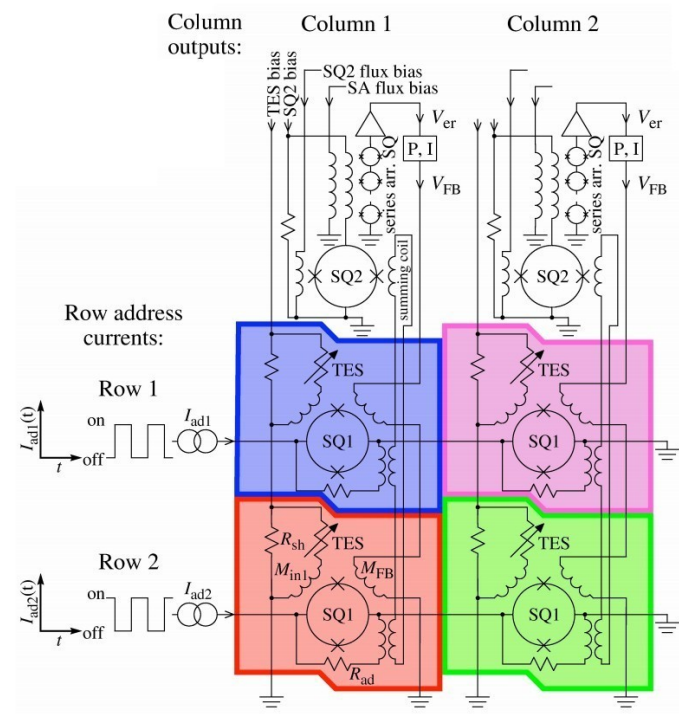 Column outputs:
Column 1
Column 2
TES bias
SQ2 bias
SQ2 flux bias
SA flux bias
V_er
V_er
P, I
P, I
V_FB
V_FB
series arr. SQ
series arr. SQ
SQ2
SQ2
summing coil
Row address
currents:
TES
TES
Row 1
I_ad1(t)
on
off
t
I_ad1
SQ1
SQ1
R_sh
TES
TES
Row 2
M_in1
M_FB
I_ad2(t)
on
off
t
I_ad2
SQ1
SQ1
R_ad